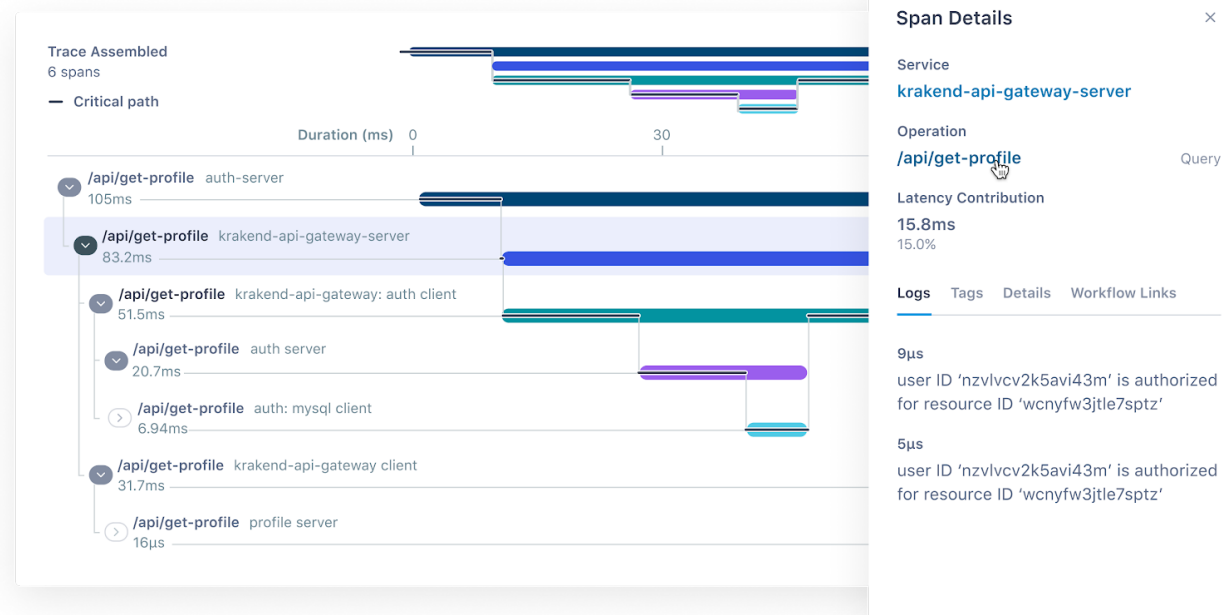 Trace Assembled
6 spans
Critical path
Duration (ms) 0 30
/api/get-profile auth-server
105ms
/api/get-profile krakend-api-gateway-server
83.2ms
/api/get-profile krakend-api-gateway: auth client
51.5ms
/api/get-profile auth server
20.7ms
/api/get-profile auth: mysql client
6.94ms
/api/get-profile krakend-api-gateway client
31.7ms
/api/get-profile profile server
16µs
Span Details
Service
krakend-api-gateway-server
Operation
/api/get-profile Query
Latency Contribution
15.8ms
15.0%
Logs Tags Details Workflow Links
9µs
user ID ‘nzvlvcv2k5avi43m’ is authorized
for resource ID ‘wcnyfw3jtle7sptz’
5µs
user ID ‘nzvlvcv2k5avi43m’ is authorized
for resource ID ‘wcnyfw3jtle7sptz’